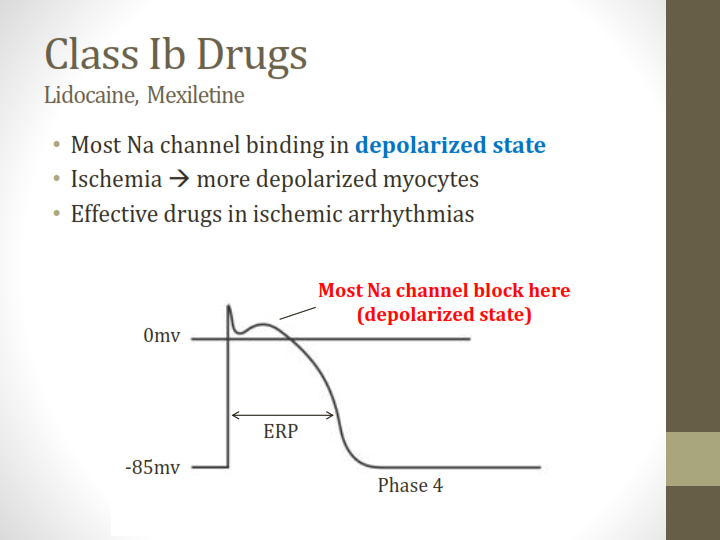 Class Ib Drugs
Lidocaine, Mexiletine
• Most Na channel binding in depolarized state
• Ischemia → more depolarized myocytes
• Effective drugs in ischemic arrhythmias
Most Na channel block here
(depolarized state)
0mv
ERP
-85mv
Phase 4